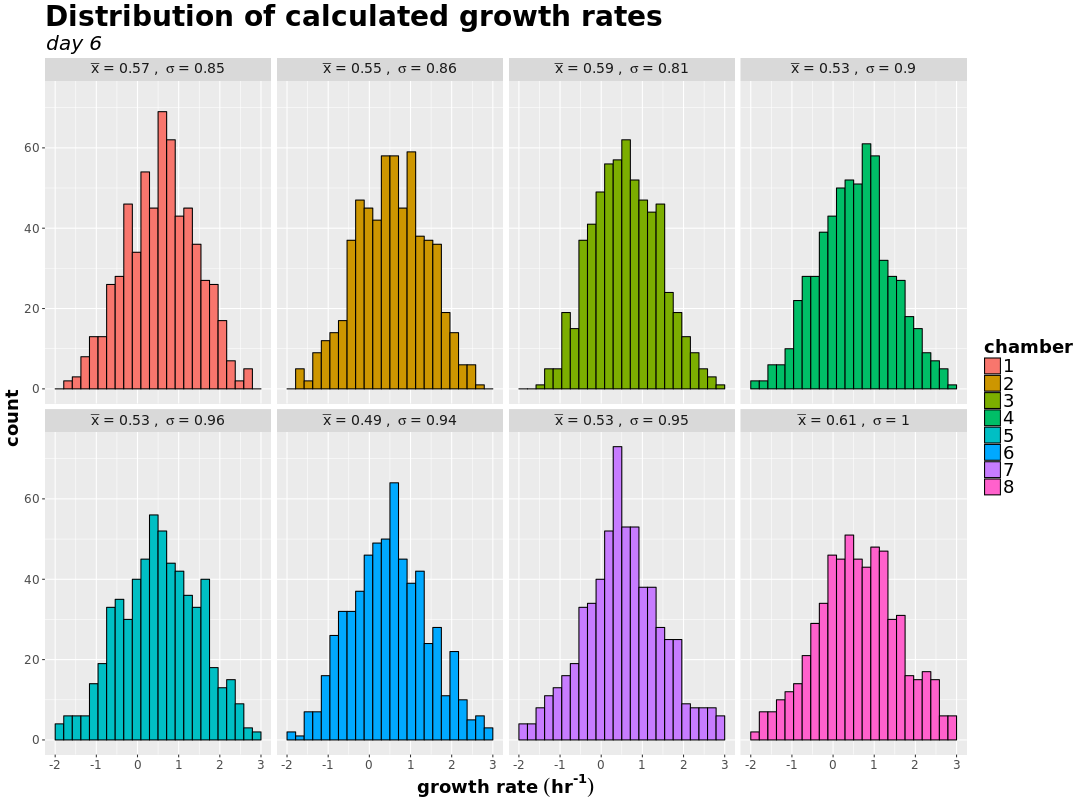 Distribution of calculated growth rates
day 6
x̅ = 0.57 , σ = 0.85
x̅ = 0.55 , σ = 0.86
x̅ = 0.59 , σ = 0.81
x̅ = 0.53 , σ = 0.9
60
40
20
0
x̅ = 0.53 , σ = 0.96
x̅ = 0.49 , σ = 0.94
x̅ = 0.53 , σ = 0.95
x̅ = 0.61 , σ = 1
60
40
20
0
-2 -1 0 1 2 3
-2 -1 0 1 2 3
-2 -1 0 1 2 3
-2 -1 0 1 2 3
count
growth rate (hr⁻¹)
chamber
1
2
3
4
5
6
7
8